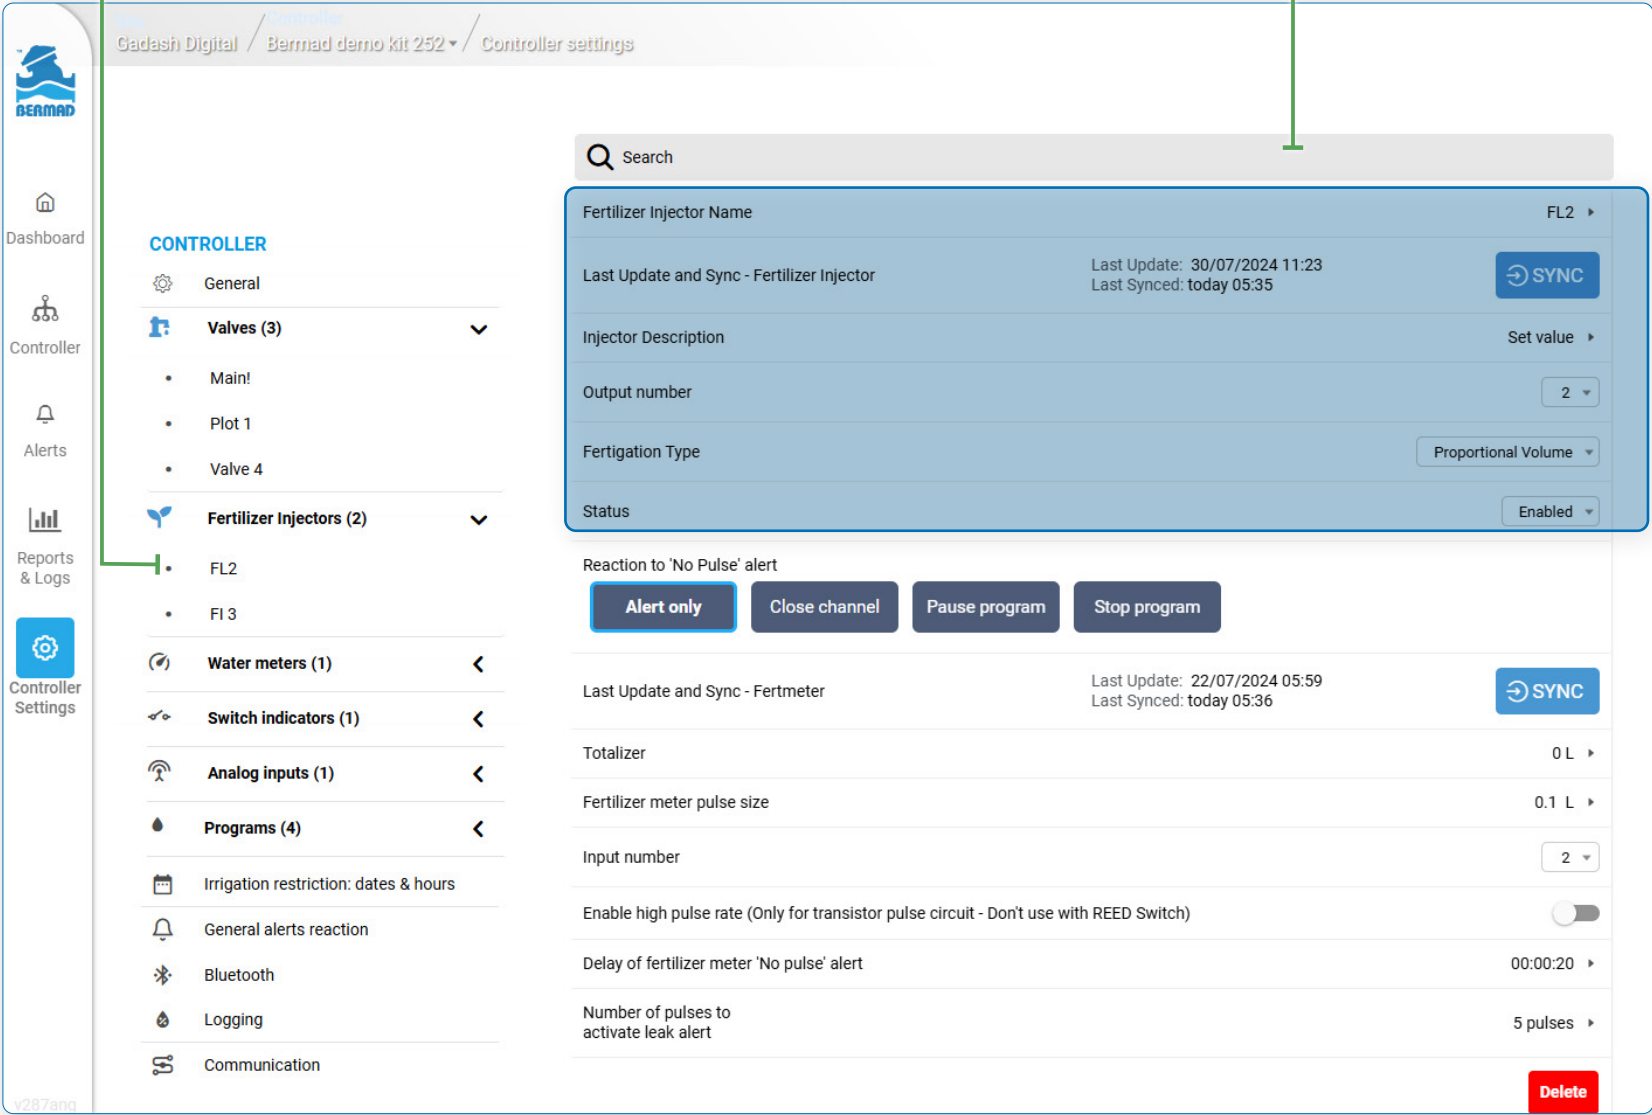 Controller
Gadash Digital / Bermad demo kit 252 / Controller settings
BERMAD
Dashboard
Controller
Alerts
Reports
& Logs
Controller
Settings
v287ang
CONTROLLER
General
Valves (3)
Main!
Plot 1
Valve 4
Fertilizer Injectors (2)
FL2
FI 3
Water meters (1)
Switch indicators (1)
Analog inputs (1)
Programs (4)
Irrigation restriction: dates & hours
General alerts reaction
Bluetooth
Logging
Communication
Search
Fertilizer Injector Name FL2
Last Update and Sync - Fertilizer Injector
Last Update: 30/07/2024 11:23
Last Synced: today 05:35
SYNC
Injector Description Set value
Output number 2
Fertigation Type Proportional Volume
Status Enabled
Reaction to 'No Pulse' alert
Alert only Close channel Pause program Stop program
Last Update and Sync - Fertmeter
Last Update: 22/07/2024 05:59
Last Synced: today 05:36
SYNC
Totalizer 0 L
Fertilizer meter pulse size 0.1 L
Input number 2
Enable high pulse rate (Only for transistor pulse circuit - Don't use with REED Switch)
Delay of fertilizer meter 'No pulse' alert 00:00:20
Number of pulses to
activate leak alert 5 pulses
Delete